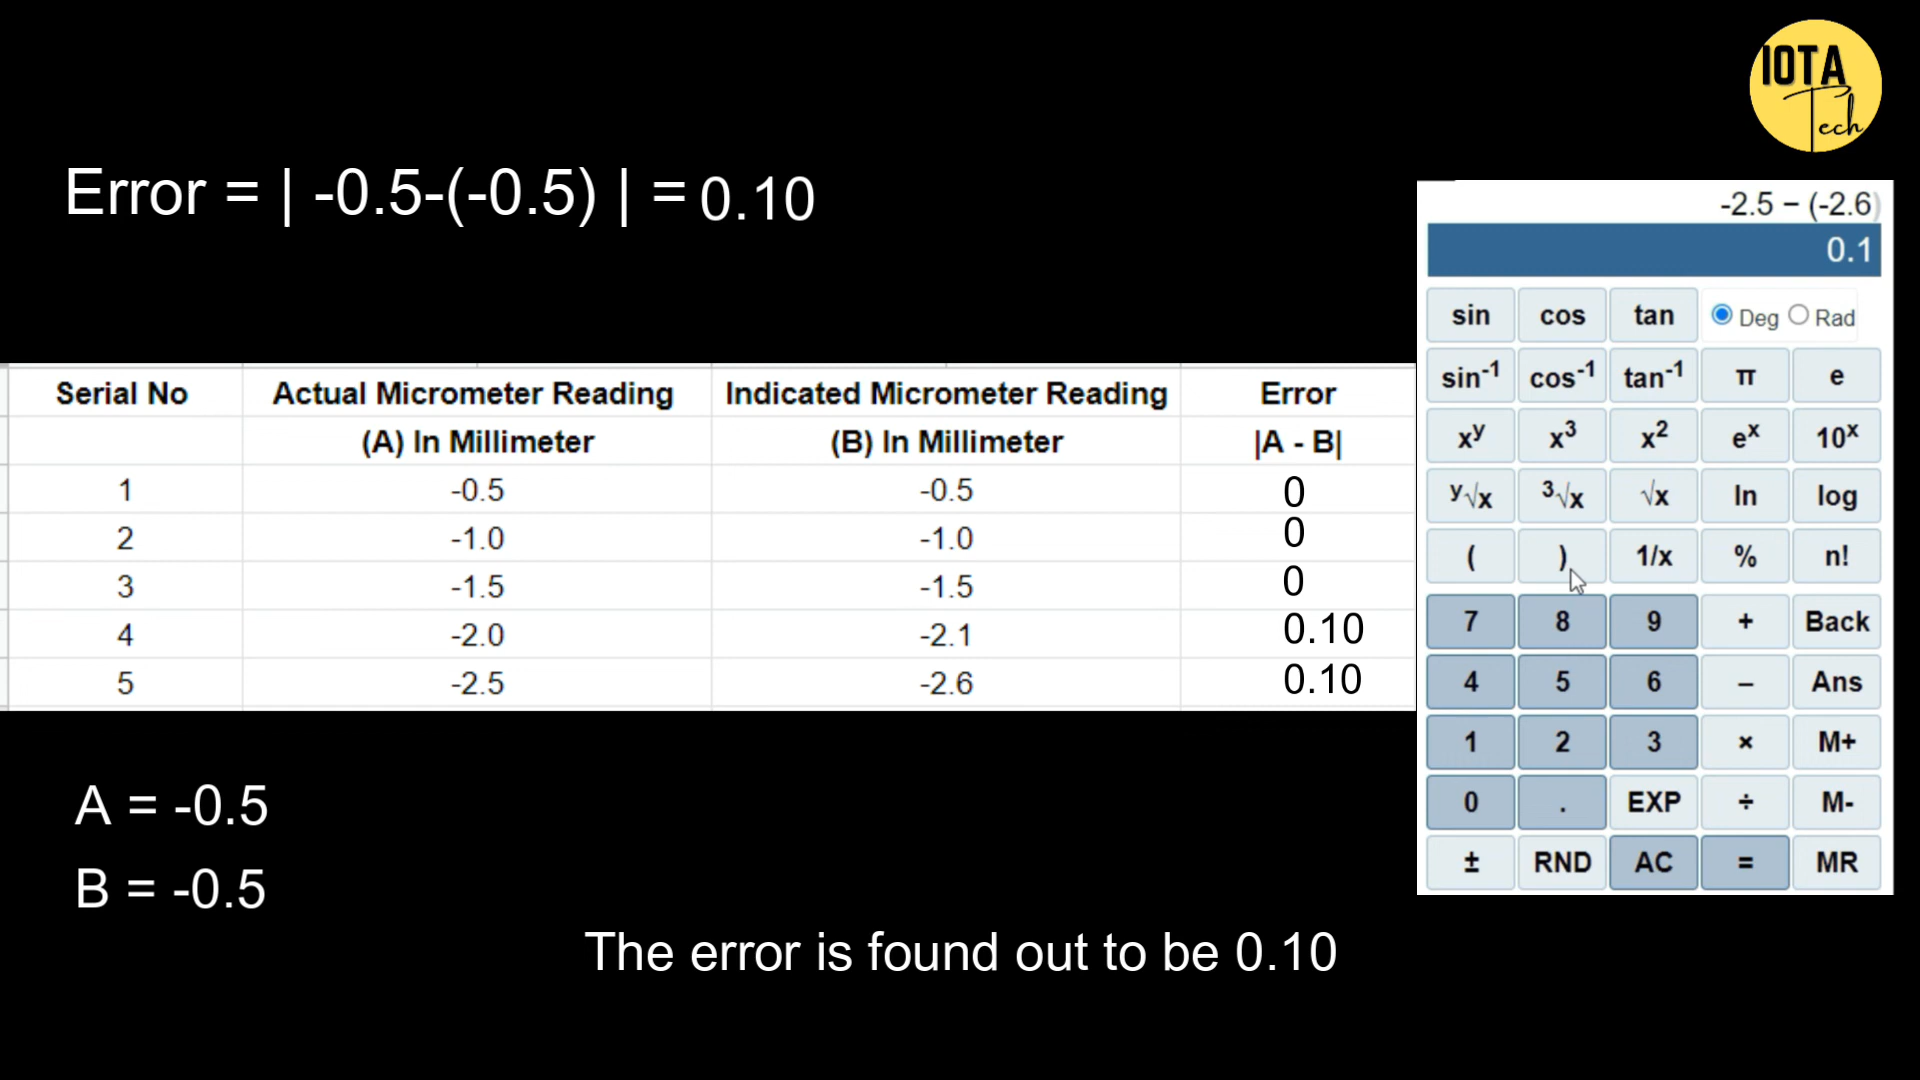 IOTA
Tech
Error = | -0.5-(-0.5) | = 0.10
-2.5 − (-2.6)
0.1
sin cos tan Deg Rad
sin-1 cos-1 tan-1 π e
xy x3 x2 ex 10x
y√x 3√x √x ln log
( ) 1/x % n!
7 8 9 + Back
4 5 6 – Ans
1 2 3 × M+
0 . EXP ÷ M-
± RND AC = MR
Serial No Actual Micrometer Reading Indicated Micrometer Reading Error
(A) In Millimeter (B) In Millimeter |A - B|
1 -0.5 -0.5 0
2 -1.0 -1.0 0
3 -1.5 -1.5 0
4 -2.0 -2.1 0.10
5 -2.5 -2.6 0.10
A = -0.5
B = -0.5
The error is found out to be 0.10